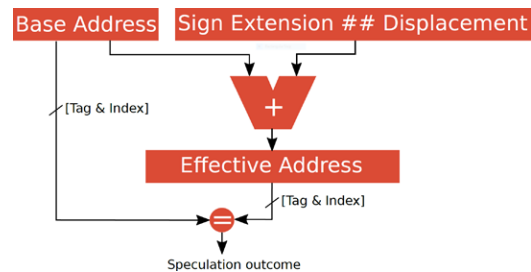 Base Address
Sign Extension ## Displacement
[Tag & Index]
+
Effective Address
[Tag & Index]
=
Speculation outcome